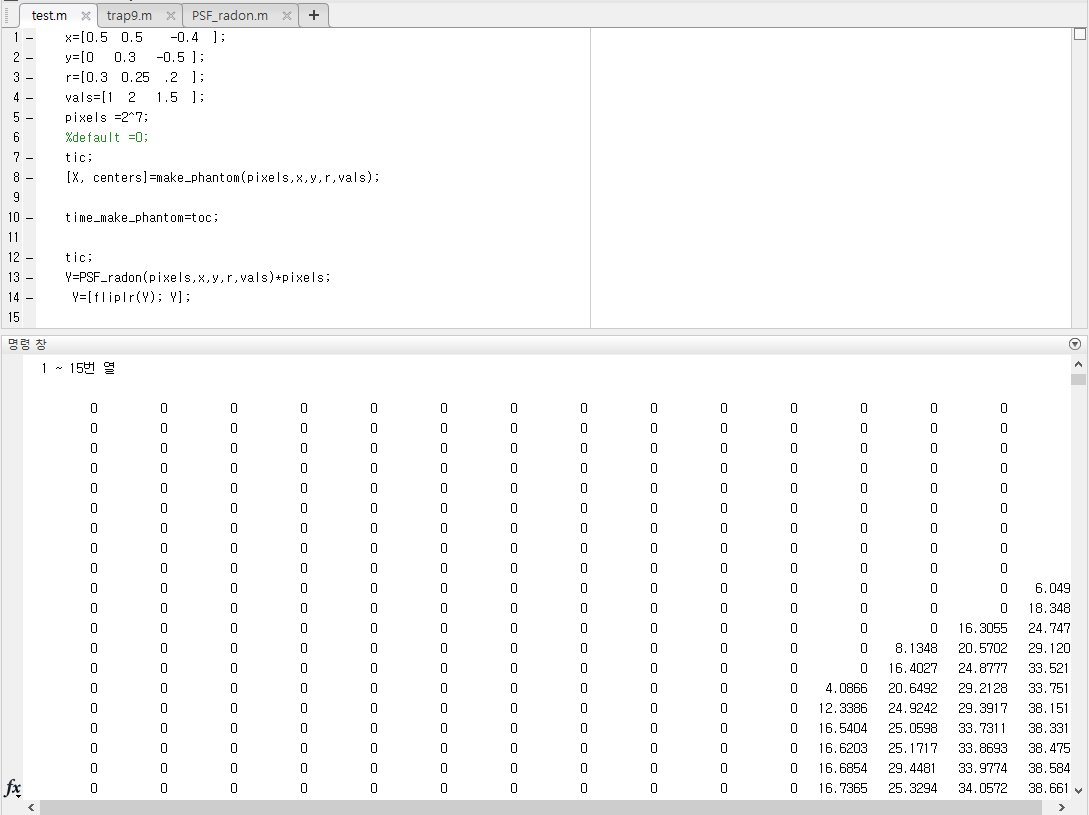 test.m × trap9.m × PSF_radon.m × +
1 – x=[0.5 0.5 -0.4 ];
2 – y=[0 0.3 -0.5 ];
3 – r=[0.3 0.25 .2 ];
4 – vals=[1 2 1.5 ];
5 – pixels =2^7;
6 %default =0;
7 – tic;
8 – [X, centers]=make_phantom(pixels,x,y,r,vals);
9
10 – time_make_phantom=toc;
11
12 – tic;
13 – Y=PSF_radon(pixels,x,y,r,vals)*pixels;
14 – Y=[fliplr(Y); Y];
15
명령 창
1 ~ 15번 열
0 0 0 0 0 0 0 0 0 0 0 0 0 0
0 0 0 0 0 0 0 0 0 0 0 0 0 0
0 0 0 0 0 0 0 0 0 0 0 0 0 0
0 0 0 0 0 0 0 0 0 0 0 0 0 0
0 0 0 0 0 0 0 0 0 0 0 0 0 0
0 0 0 0 0 0 0 0 0 0 0 0 0 0
0 0 0 0 0 0 0 0 0 0 0 0 0 0
0 0 0 0 0 0 0 0 0 0 0 0 0 0
0 0 0 0 0 0 0 0 0 0 0 0 0 0
0 0 0 0 0 0 0 0 0 0 0 0 0 0 6.049
0 0 0 0 0 0 0 0 0 0 0 0 0 0 18.348
0 0 0 0 0 0 0 0 0 0 0 0 0 16.3055 24.747
0 0 0 0 0 0 0 0 0 0 0 0 8.1348 20.5702 29.120
0 0 0 0 0 0 0 0 0 0 0 0 16.4027 24.8777 33.521
0 0 0 0 0 0 0 0 0 0 0 4.0866 20.6492 29.2128 33.751
0 0 0 0 0 0 0 0 0 0 0 12.3386 24.9242 29.3917 38.151
0 0 0 0 0 0 0 0 0 0 0 16.5404 25.0598 33.7311 38.331
0 0 0 0 0 0 0 0 0 0 0 16.6203 25.1717 33.8693 38.475
0 0 0 0 0 0 0 0 0 0 0 16.6854 29.4481 33.9774 38.584
0 0 0 0 0 0 0 0 0 0 0 16.7365 25.3294 34.0572 38.661
fx